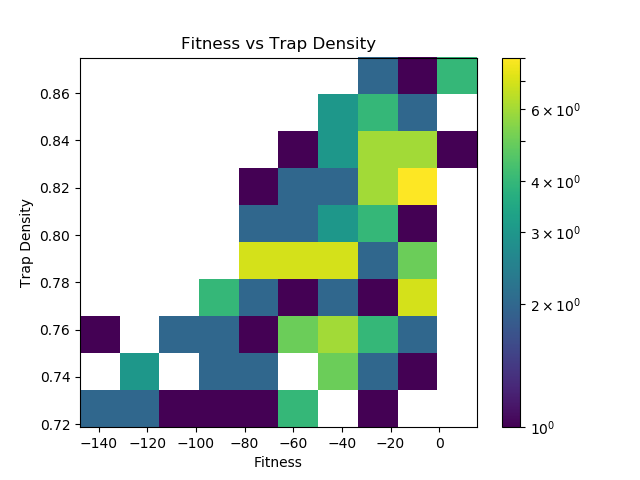 Fitness vs Trap Density
Trap Density
0.86
0.84
0.82
0.80
0.78
0.76
0.74
0.72
−140 −120 −100 −80 −60 −40 −20 0
Fitness
6 × 10⁰
4 × 10⁰
3 × 10⁰
2 × 10⁰
10⁰